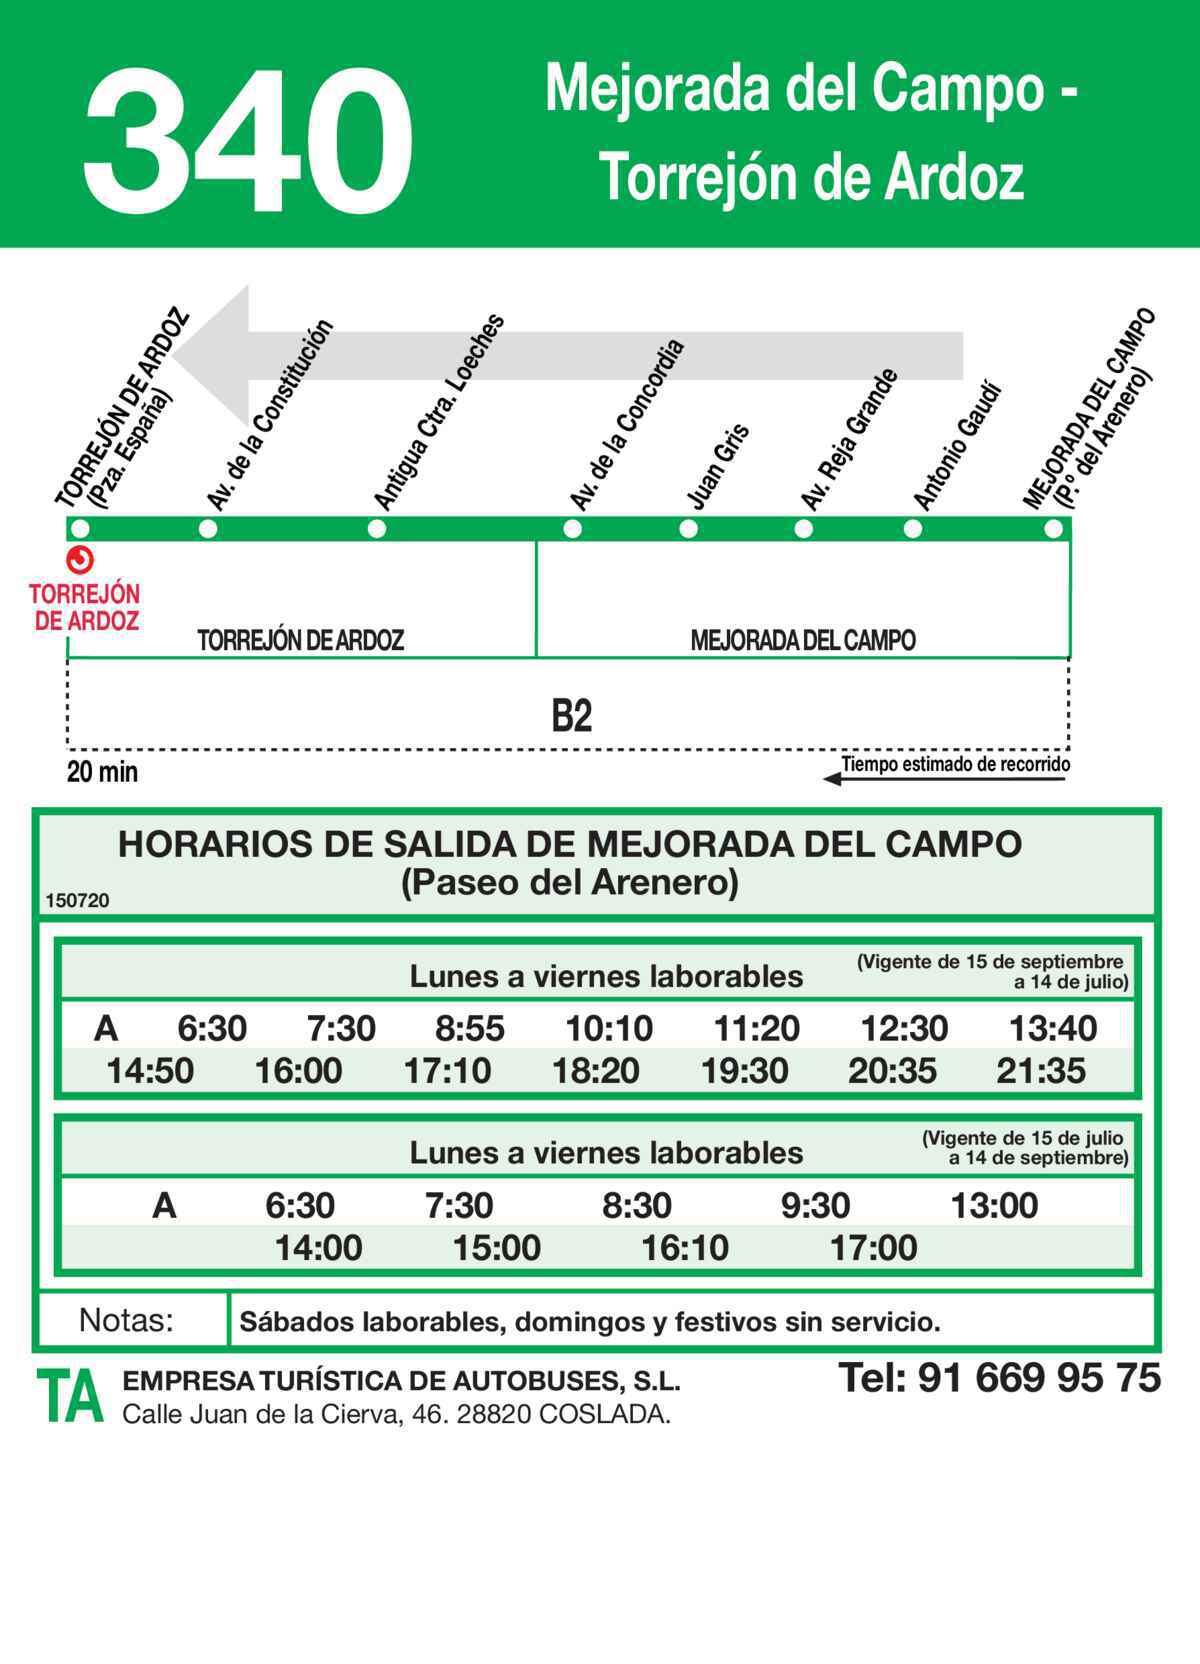 340
Mejorada del Campo -
Torrejón de Ardoz
TORREJÓN DE ARDOZ
(Pza. España)
Av. de la Constitución
Antigua Ctra. Loeches
Av. de la Concordia
Juan Gris
Av. Reja Grande
Antonio Gaudí
MEJORADA DEL CAMPO
(P.º del Arenero)
TORREJÓN
DE ARDOZ
TORREJÓN DE ARDOZ
MEJORADA DEL CAMPO
B2
20 min
Tiempo estimado de recorrido
HORARIOS DE SALIDA DE MEJORADA DEL CAMPO
(Paseo del Arenero)
150720
Lunes a viernes laborables
(Vigente de 15 de septiembre
a 14 de julio)
A 6:30 7:30 8:55 10:10 11:20 12:30 13:40
14:50 16:00 17:10 18:20 19:30 20:35 21:35
Lunes a viernes laborables
(Vigente de 15 de julio
a 14 de septiembre)
A 6:30 7:30 8:30 9:30 13:00
14:00 15:00 16:10 17:00
Notas: Sábados laborables, domingos y festivos sin servicio.
TA
EMPRESA TURÍSTICA DE AUTOBUSES, S.L.
Calle Juan de la Cierva, 46. 28820 COSLADA.
Tel: 91 669 95 75